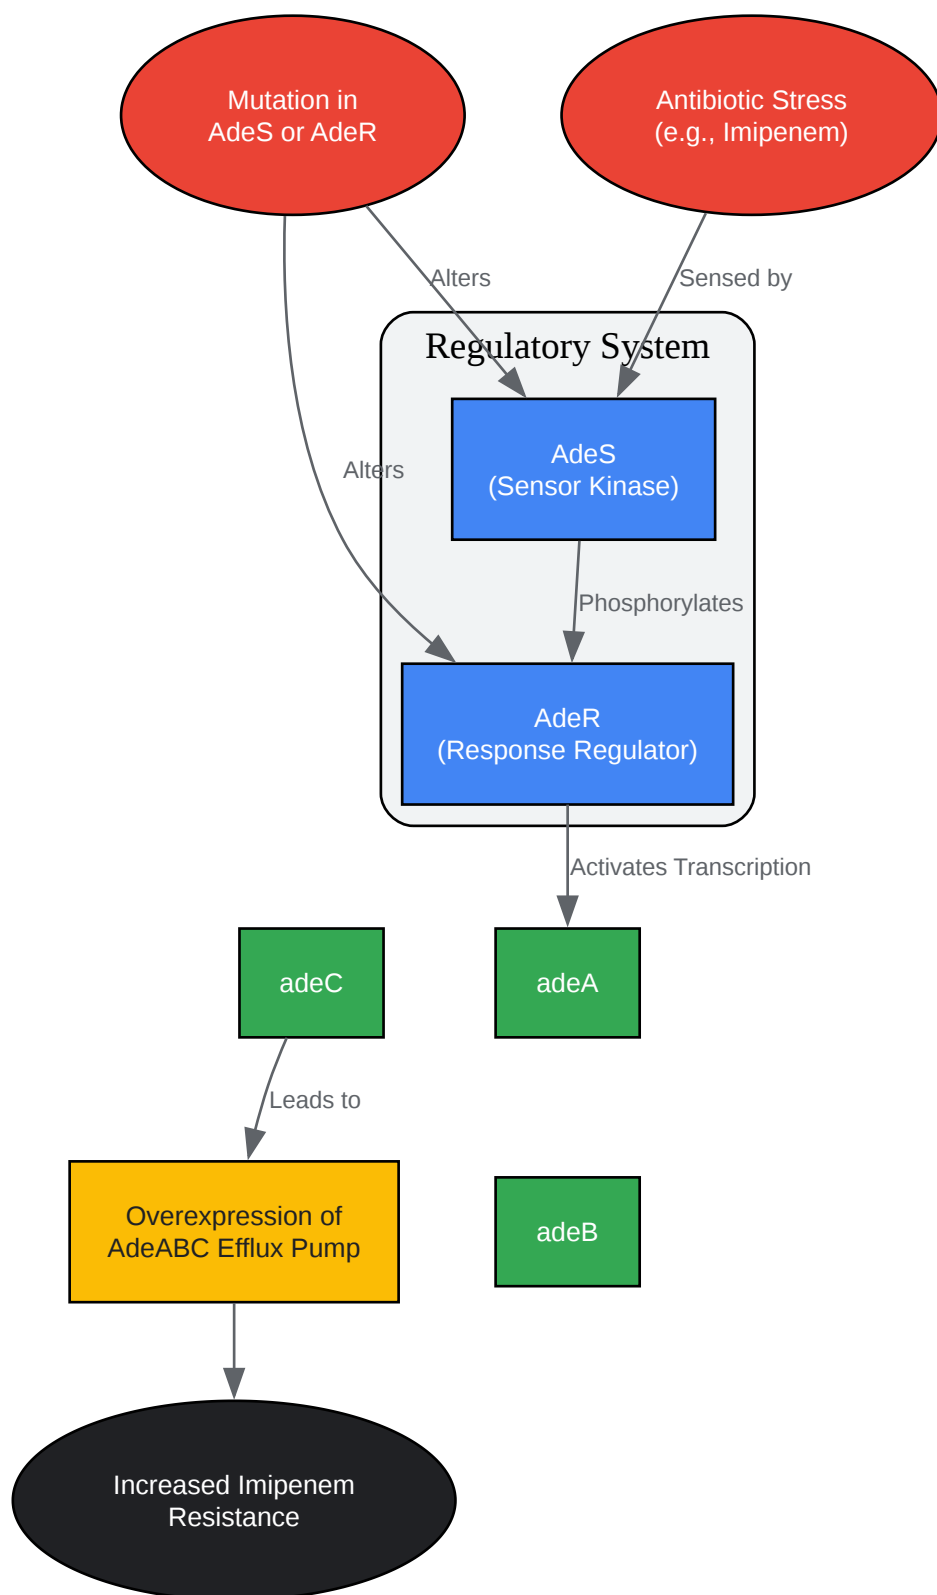 Mutation in
AdeS or AdeR
Antibiotic Stress
(e.g., Imipenem)
Alters
Sensed by
Regulatory System
AdeS
(Sensor Kinase)
Alters
Phosphorylates
AdeR
(Response Regulator)
Activates Transcription
adeC
adeA
Leads to
Overexpression of
AdeABC Efflux Pump
adeB
Increased Imipenem
Resistance